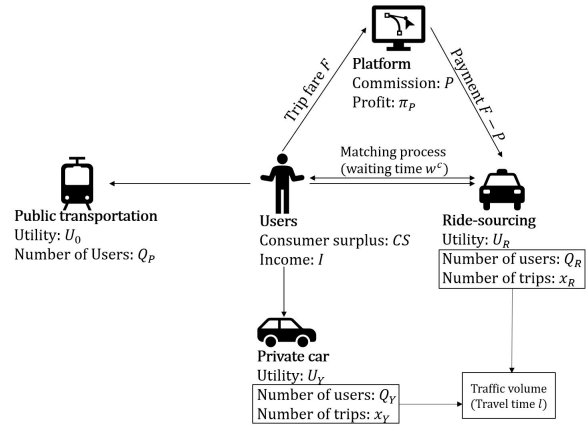 Platform
Commission: P
Profit: π_P
Trip fare F
Payment F − P
Matching process
(waiting time w^c)
Public transportation
Utility: U_0
Number of Users: Q_P
Users
Consumer surplus: CS
Income: I
Ride-sourcing
Utility: U_R
Number of users: Q_R
Number of trips: x_R
Private car
Utility: U_Y
Number of users: Q_Y
Number of trips: x_Y
Traffic volume
(Travel time l)